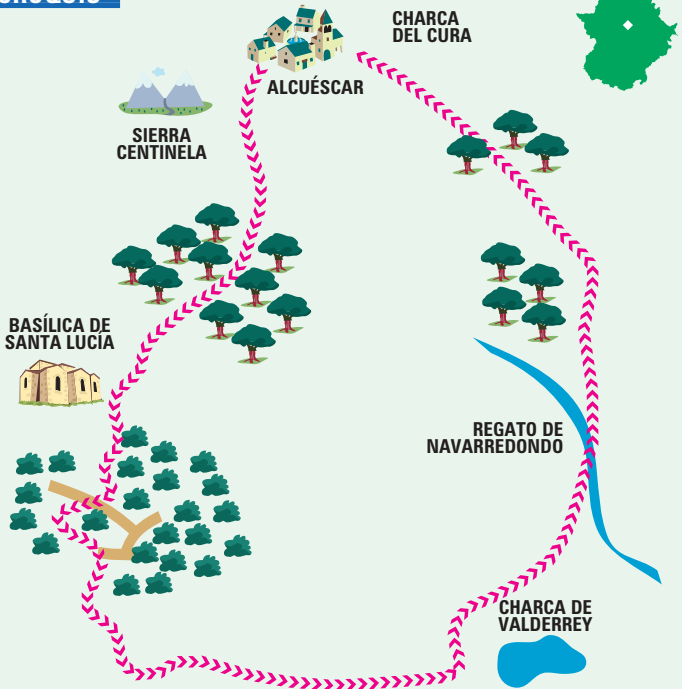 CHARCA
DEL CURA
ALCUÉSCAR
SIERRA
CENTINELA
BASÍLICA DE
SANTA LUCÍA
REGATO DE
NAVARREDONDO
CHARCA DE
VALDERREY